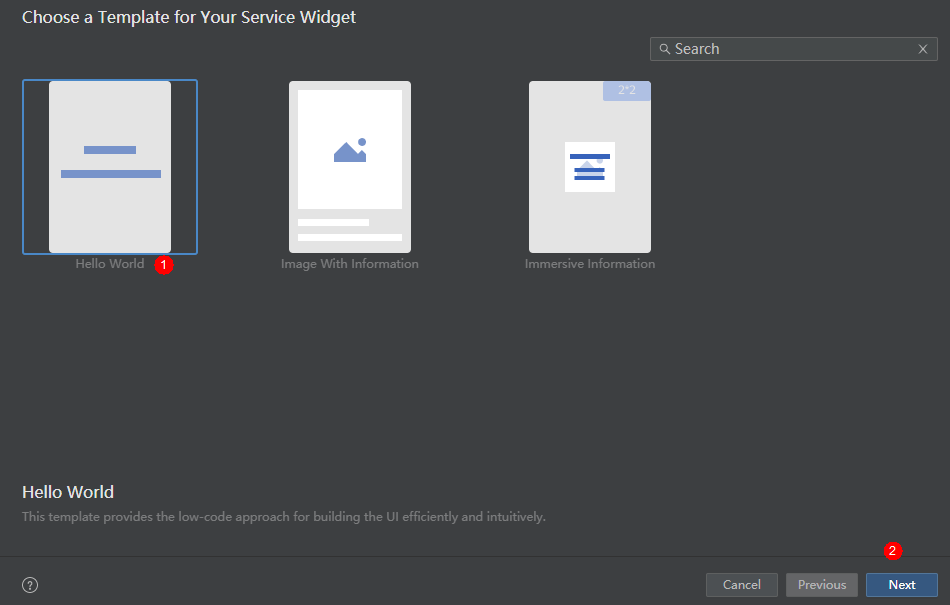 Choose a Template for Your Service Widget
Search
2*2
Hello World 1
Image With Information
Immersive Information
Hello World
This template provides the low-code approach for building the UI efficiently and intuitively.
2
?
Cancel
Previous
Next